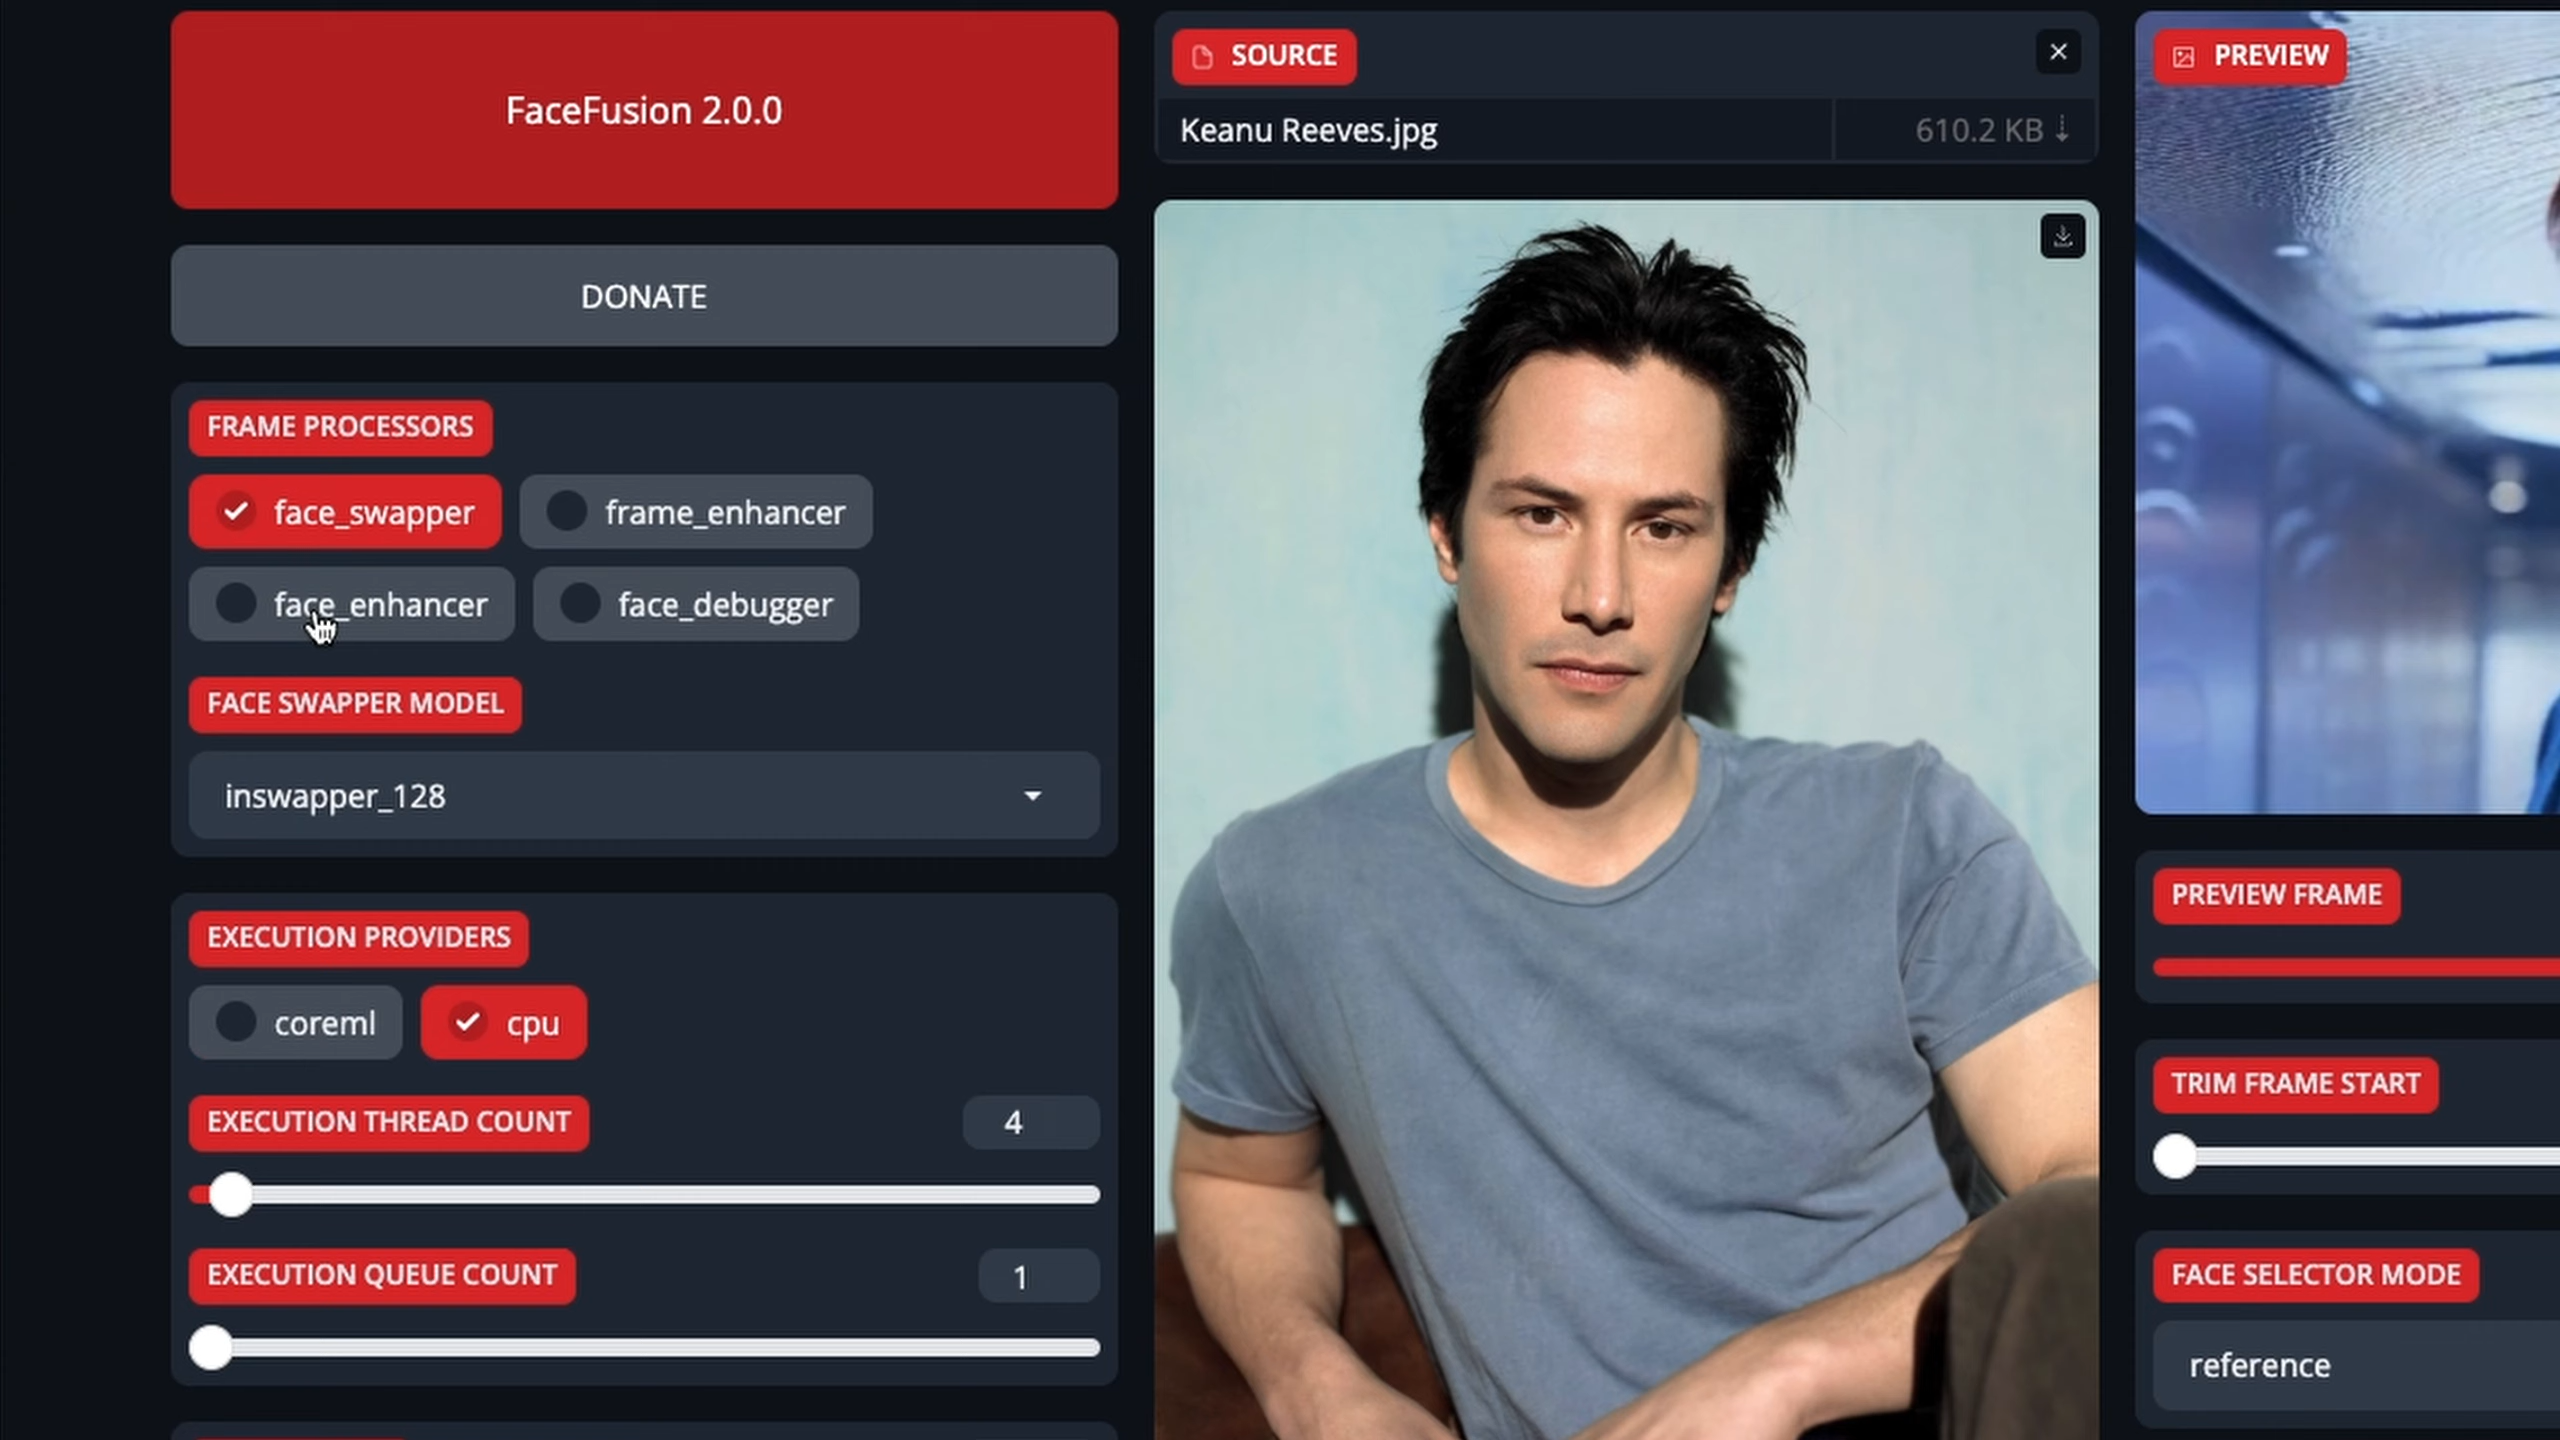 FaceFusion 2.0.0
DONATE
FRAME PROCESSORS
face_swapper
frame_enhancer
face_enhancer
face_debugger
FACE SWAPPER MODEL
inswapper_128
EXECUTION PROVIDERS
coreml
cpu
EXECUTION THREAD COUNT
4
EXECUTION QUEUE COUNT
1
SOURCE
Keanu Reeves.jpg
610.2 KB ⇣
PREVIEW
PREVIEW FRAME
TRIM FRAME START
FACE SELECTOR MODE
reference